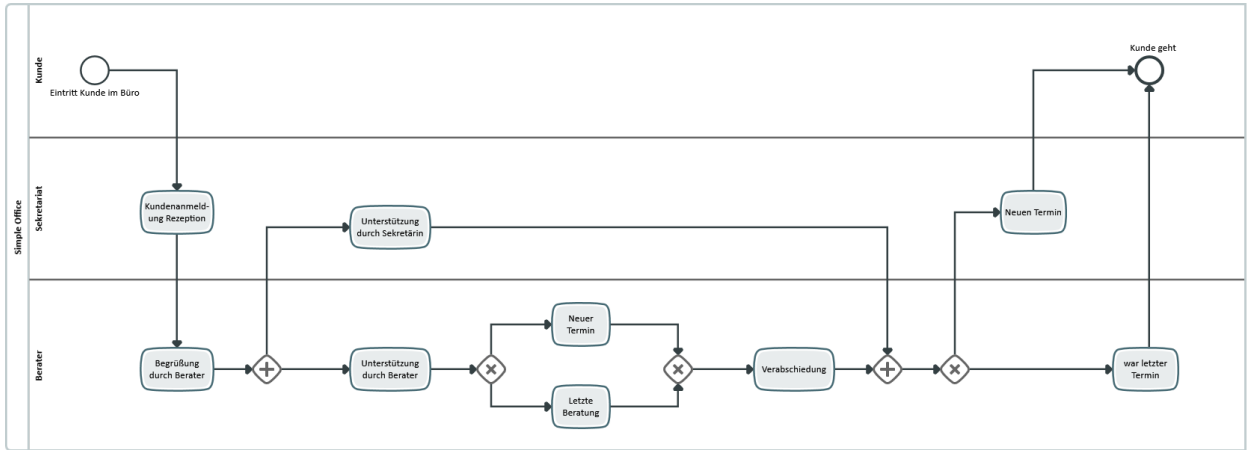 Simple Office
Kunde
Eintritt Kunde im Büro
Kunde geht
Sekretariat
Kundenanmeld-
ung Rezeption
Unterstützung
durch Sekretärin
Neuen Termin
Berater
Begrüßung
durch Berater
Unterstützung
durch Berater
Neuer
Termin
Letzte
Beratung
Verabschiedung
war letzter
Termin